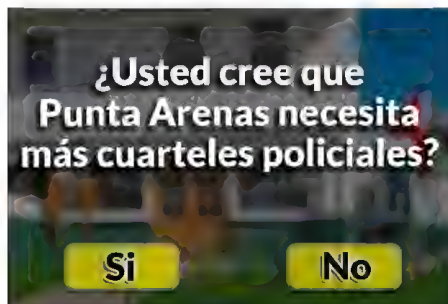 ¿Usted cree que
Punta Arenas necesita
más cuarteles policiales?
Si No